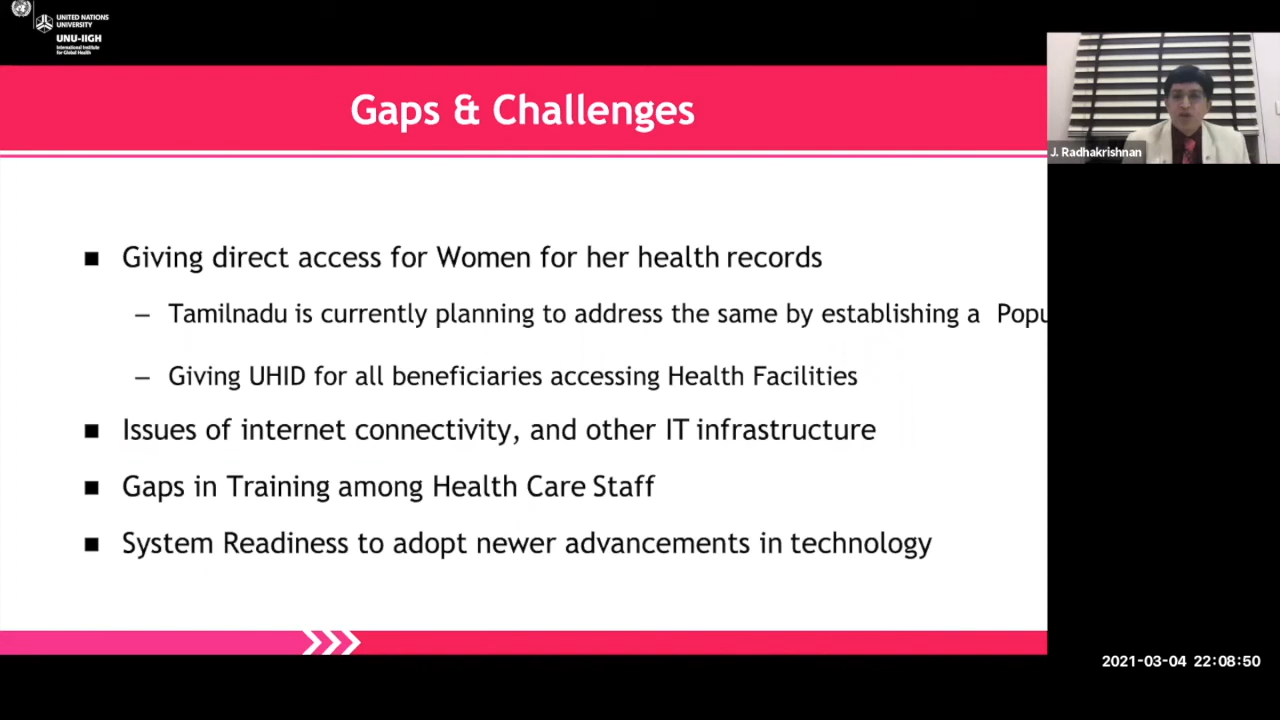 UNITED NATIONS
UNIVERSITY
UNU-IIGH
International Institute
for Global Health
Gaps & Challenges
J. Radhakrishnan
■ Giving direct access for Women for her health records
– Tamilnadu is currently planning to address the same by establishing a Popu
– Giving UHID for all beneficiaries accessing Health Facilities
■ Issues of internet connectivity, and other IT infrastructure
■ Gaps in Training among Health Care Staff
■ System Readiness to adopt newer advancements in technology
2021-03-04 22:08:50